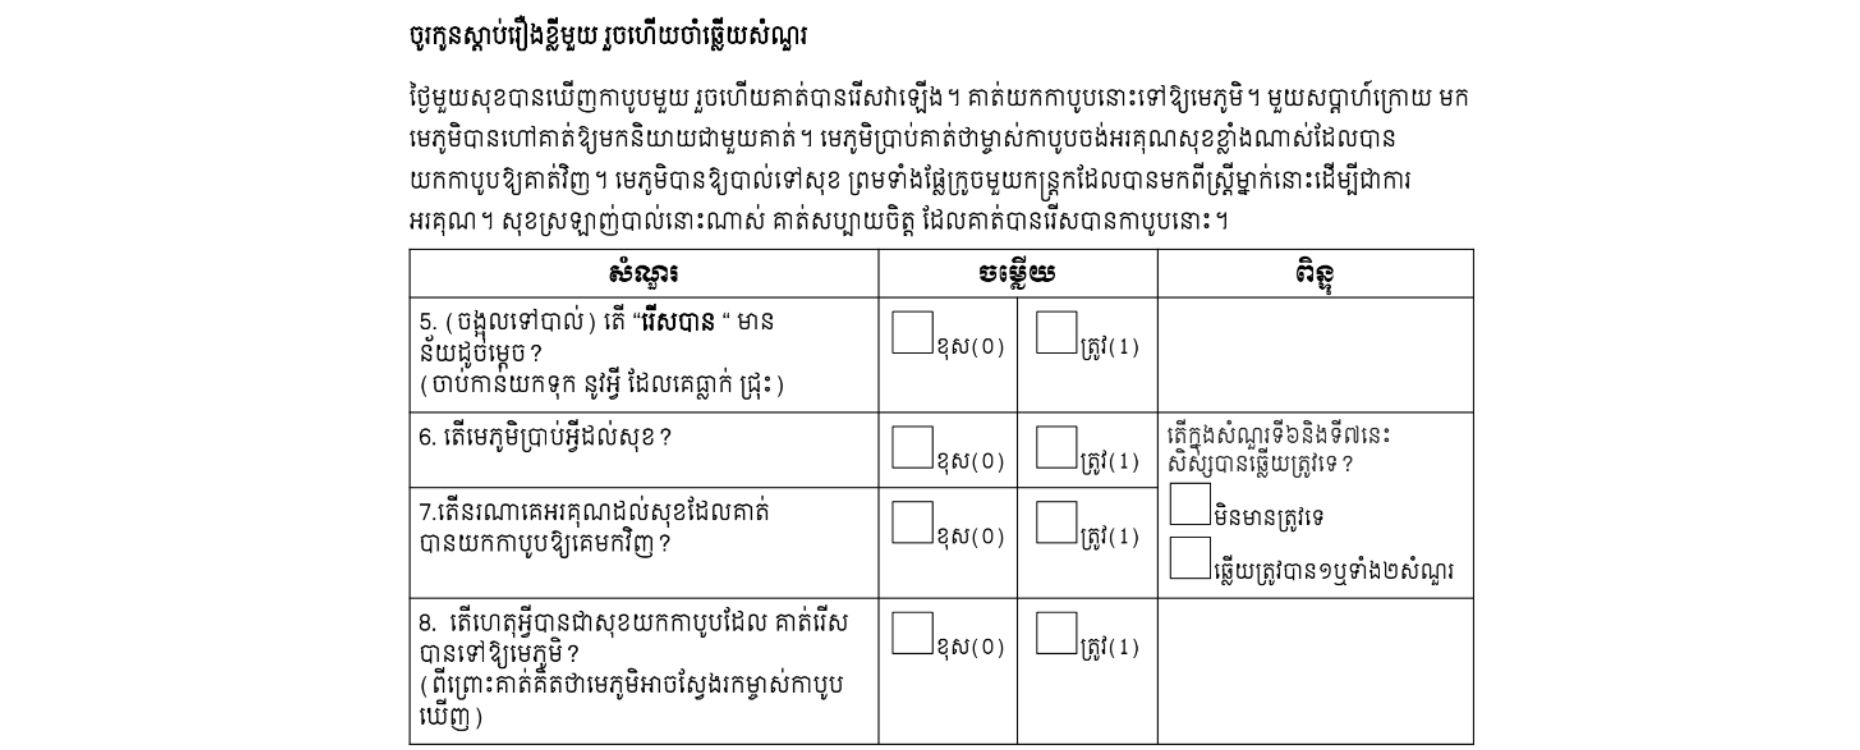 ចូរកូនស្តាប់រឿងខ្លីមួយ រួចហើយចាំឆ្លើយសំណួរ
ថ្ងៃមួយសុខបានឃើញកាបូបមួយ រួចហើយគាត់បានរើសវាឡើង។ គាត់យកកាបូបនោះទៅឱ្យមេភូមិ។ មួយសប្តាហ៍ក្រោយ មក
មេភូមិបានហៅគាត់ឱ្យមកនិយាយជាមួយគាត់។ មេភូមិប្រាប់គាត់ថាម្ចាស់កាបូបចង់អរគុណសុខខ្លាំងណាស់ដែលបាន
យកកាបូបឱ្យគាត់វិញ។ មេភូមិបានឱ្យបាល់ទៅសុខ ព្រមទាំងផ្លែក្រូចមួយកន្ត្រកដែលបានមកពីស្ត្រីម្នាក់នោះដើម្បីជាការ
អរគុណ។ សុខស្រឡាញ់បាល់នោះណាស់ គាត់សប្បាយចិត្ត ដែលគាត់បានរើសបានកាបូបនោះ។
សំណួរ ចម្លើយ ពិន្ទុ
5. (ចង្អុលទៅបាល់) តើ “រើសបាន “ មាន
ន័យដូចម្តេច?
(ចាប់កាន់យកទុក នូវអ្វី ដែលគេធ្លាក់ ជ្រុះ)
ខុស(0) ត្រូវ(1)
6. តើមេភូមិប្រាប់អ្វីដល់សុខ?
ខុស(0) ត្រូវ(1)
តើក្នុងសំណួរទី៦និងទី៧នេះ
សិស្សបានឆ្លើយត្រូវទេ?
មិនមានត្រូវទេ
ឆ្លើយត្រូវបាន១ឬទាំង២សំណួរ
7.តើនរណាគេអរគុណដល់សុខដែលគាត់
បានយកកាបូបឱ្យគេមកវិញ?
ខុស(0) ត្រូវ(1)
8. តើហេតុអ្វីបានជាសុខយកកាបូបដែល គាត់រើស
បានទៅឱ្យមេភូមិ?
(ពីព្រោះគាត់គិតថាមេភូមិអាចស្វែងរកម្ចាស់កាបូប
ឃើញ)
ខុស(0) ត្រូវ(1)